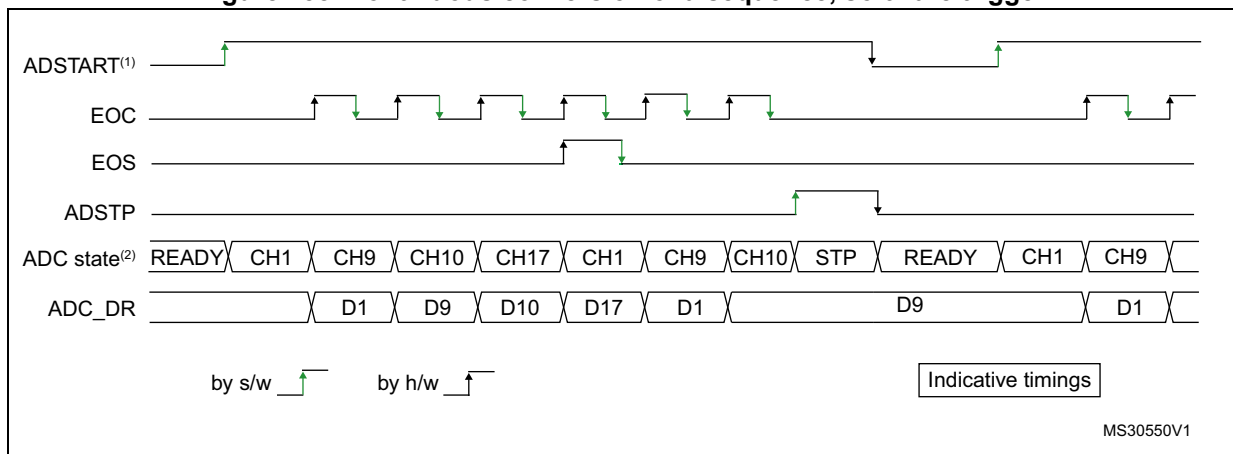 ADSTART(1)
EOC
EOS
ADSTP
ADC state(2) READY CH1 CH9 CH10 CH17 CH1 CH9 CH10 STP READY CH1 CH9
ADC_DR D1 D9 D10 D17 D1 D9 D1
by s/w by h/w Indicative timings
MS30550V1